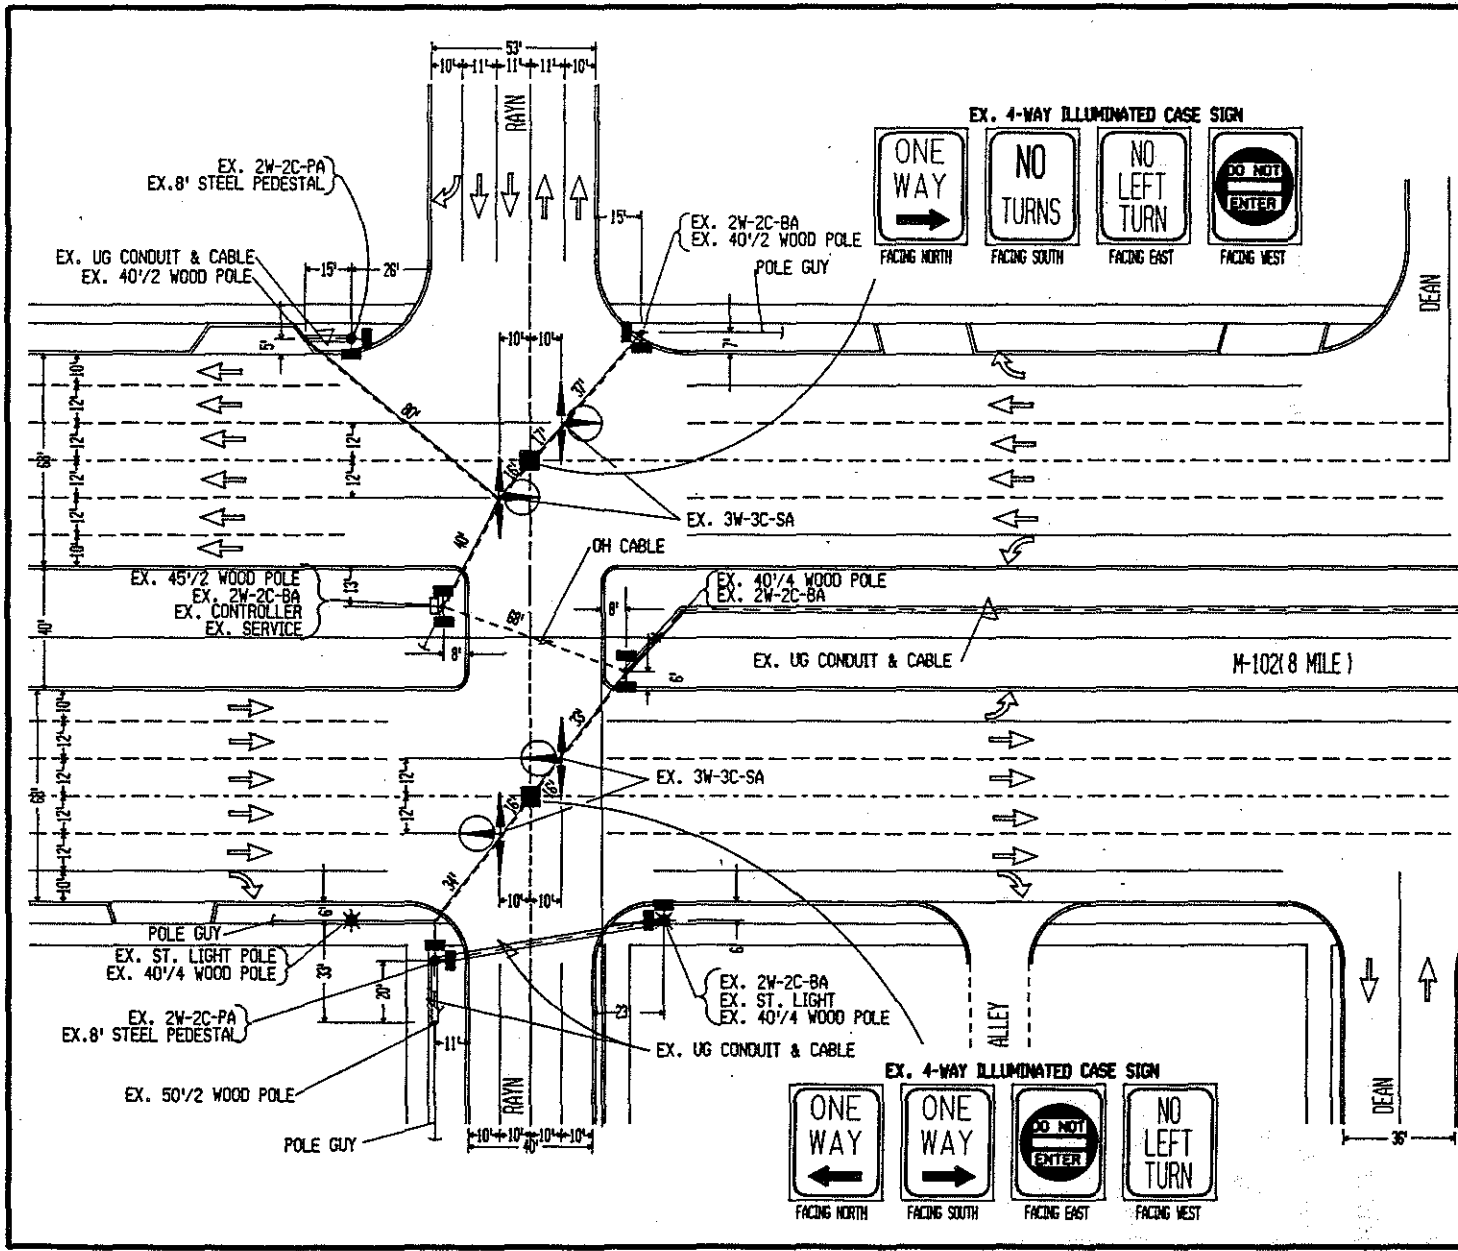 53'
10' 11' 11' 11' 10'
RAYN
EX. 4-WAY ILLUMINATED CASE SIGN
ONE
WAY
NO
TURNS
NO
LEFT
TURN
DO NOT
ENTER
FACING NORTH
FACING SOUTH
FACING EAST
FACING WEST
EX. 2W-2C-PA
EX.8' STEEL PEDESTAL
EX. UG CONDUIT & CABLE
EX. 40'/2 WOOD POLE
15'
26'
15'
EX. 2W-2C-BA
EX. 40'/2 WOOD POLE
POLE GUY
DEAN
5'
7'
10' 10'
37'
17'
16'
80'
10'
12'
12'
12'
12'
10'
68'
12'
12'
EX. 3W-3C-SA
40'
OH CABLE
EX. 45'/2 WOOD POLE
EX. 2W-2C-BA
EX. CONTROLLER
EX. SERVICE
13'
8'
68'
40'
EX. 40'/4 WOOD POLE
EX. 2W-2C-BA
8'
6'
EX. UG CONDUIT & CABLE
M-102(8 MILE)
33'
10'
12'
12'
12'
12'
10'
68'
12'
12'
EX. 3W-3C-SA
16'
16'
34'
10' 10'
6'
POLE GUY
EX. ST. LIGHT POLE
EX. 40'/4 WOOD POLE
33'
20'
EX. 2W-2C-PA
EX.8' STEEL PEDESTAL
11'
6'
23'
EX. 2W-2C-BA
EX. ST. LIGHT
EX. 40'/4 WOOD POLE
EX. UG CONDUIT & CABLE
ALLEY
EX. 50'/2 WOOD POLE
POLE GUY
RAYN
10' 10' 10' 10'
40'
EX. 4-WAY ILLUMINATED CASE SIGN
ONE
WAY
ONE
WAY
DO NOT
ENTER
NO
LEFT
TURN
FACING NORTH
FACING SOUTH
FACING EAST
FACING WEST
DEAN
36'